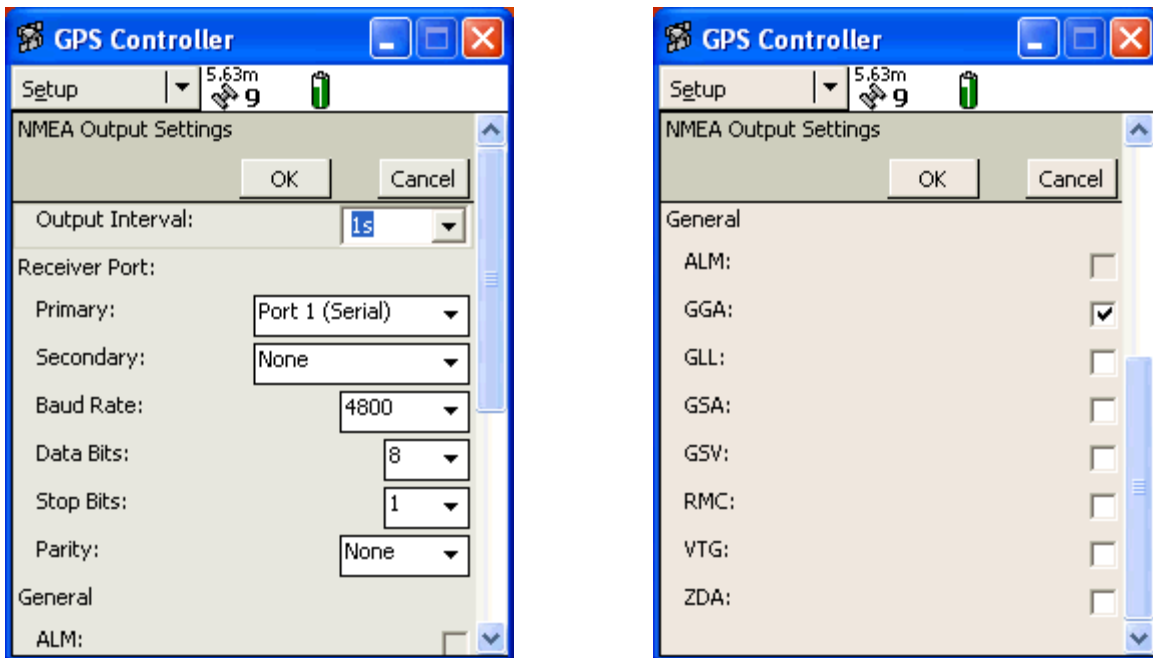 GPS Controller
Setup
5.63m
9
NMEA Output Settings
OK Cancel
Output Interval: 1s
Receiver Port:
Primary: Port 1 (Serial)
Secondary: None
Baud Rate: 4800
Data Bits: 8
Stop Bits: 1
Parity: None
General
ALM:
GPS Controller
Setup
5.63m
9
NMEA Output Settings
OK Cancel
General
ALM:
GGA:
GLL:
GSA:
GSV:
RMC:
VTG:
ZDA: